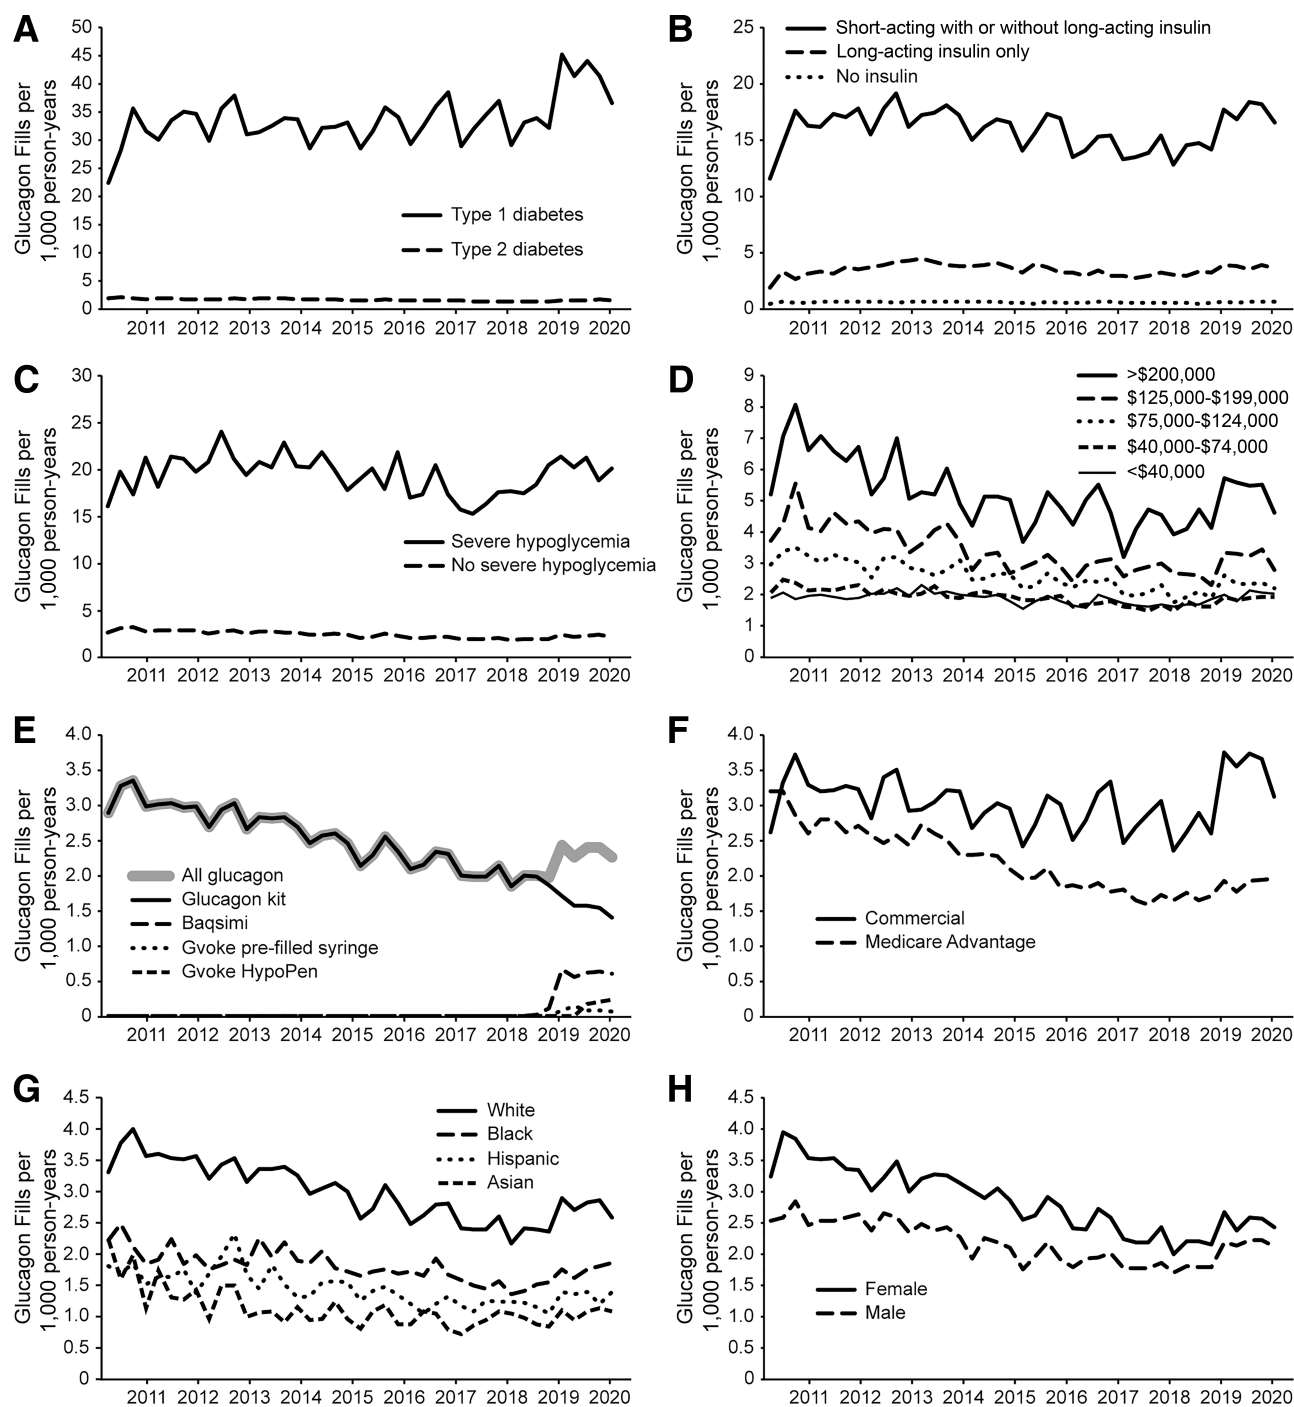 A
Glucagon Fills per
1,000 person-years
50
45
40
35
30
25
20
15
10
5
0
Type 1 diabetes
Type 2 diabetes
2011 2012 2013 2014 2015 2016 2017 2018 2019 2020
B
Glucagon Fills per
1,000 person-years
25
20
15
10
5
0
Short-acting with or without long-acting insulin
Long-acting insulin only
No insulin
2011 2012 2013 2014 2015 2016 2017 2018 2019 2020
C
Glucagon Fills per
1,000 person-years
30
25
20
15
10
5
0
Severe hypoglycemia
No severe hypoglycemia
2011 2012 2013 2014 2015 2016 2017 2018 2019 2020
D
Glucagon Fills per
1,000 person-years
9
8
7
6
5
4
3
2
1
0
>$200,000
$125,000-$199,000
$75,000-$124,000
$40,000-$74,000
<$40,000
2011 2012 2013 2014 2015 2016 2017 2018 2019 2020
E
Glucagon Fills per
1,000 person-years
4.0
3.5
3.0
2.5
2.0
1.5
1.0
0.5
0
All glucagon
Glucagon kit
Baqsimi
Gvoke pre-filled syringe
Gvoke HypoPen
2011 2012 2013 2014 2015 2016 2017 2018 2019 2020
F
Glucagon Fills per
1,000 person-years
4.0
3.5
3.0
2.5
2.0
1.5
1.0
0.5
0
Commercial
Medicare Advantage
2011 2012 2013 2014 2015 2016 2017 2018 2019 2020
G
Glucagon Fills per
1,000 person-years
4.5
4.0
3.5
3.0
2.5
2.0
1.5
1.0
0.5
0
White
Black
Hispanic
Asian
2011 2012 2013 2014 2015 2016 2017 2018 2019 2020
H
Glucagon Fills per
1,000 person-years
4.5
4.0
3.5
3.0
2.5
2.0
1.5
1.0
0.5
0
Female
Male
2011 2012 2013 2014 2015 2016 2017 2018 2019 2020